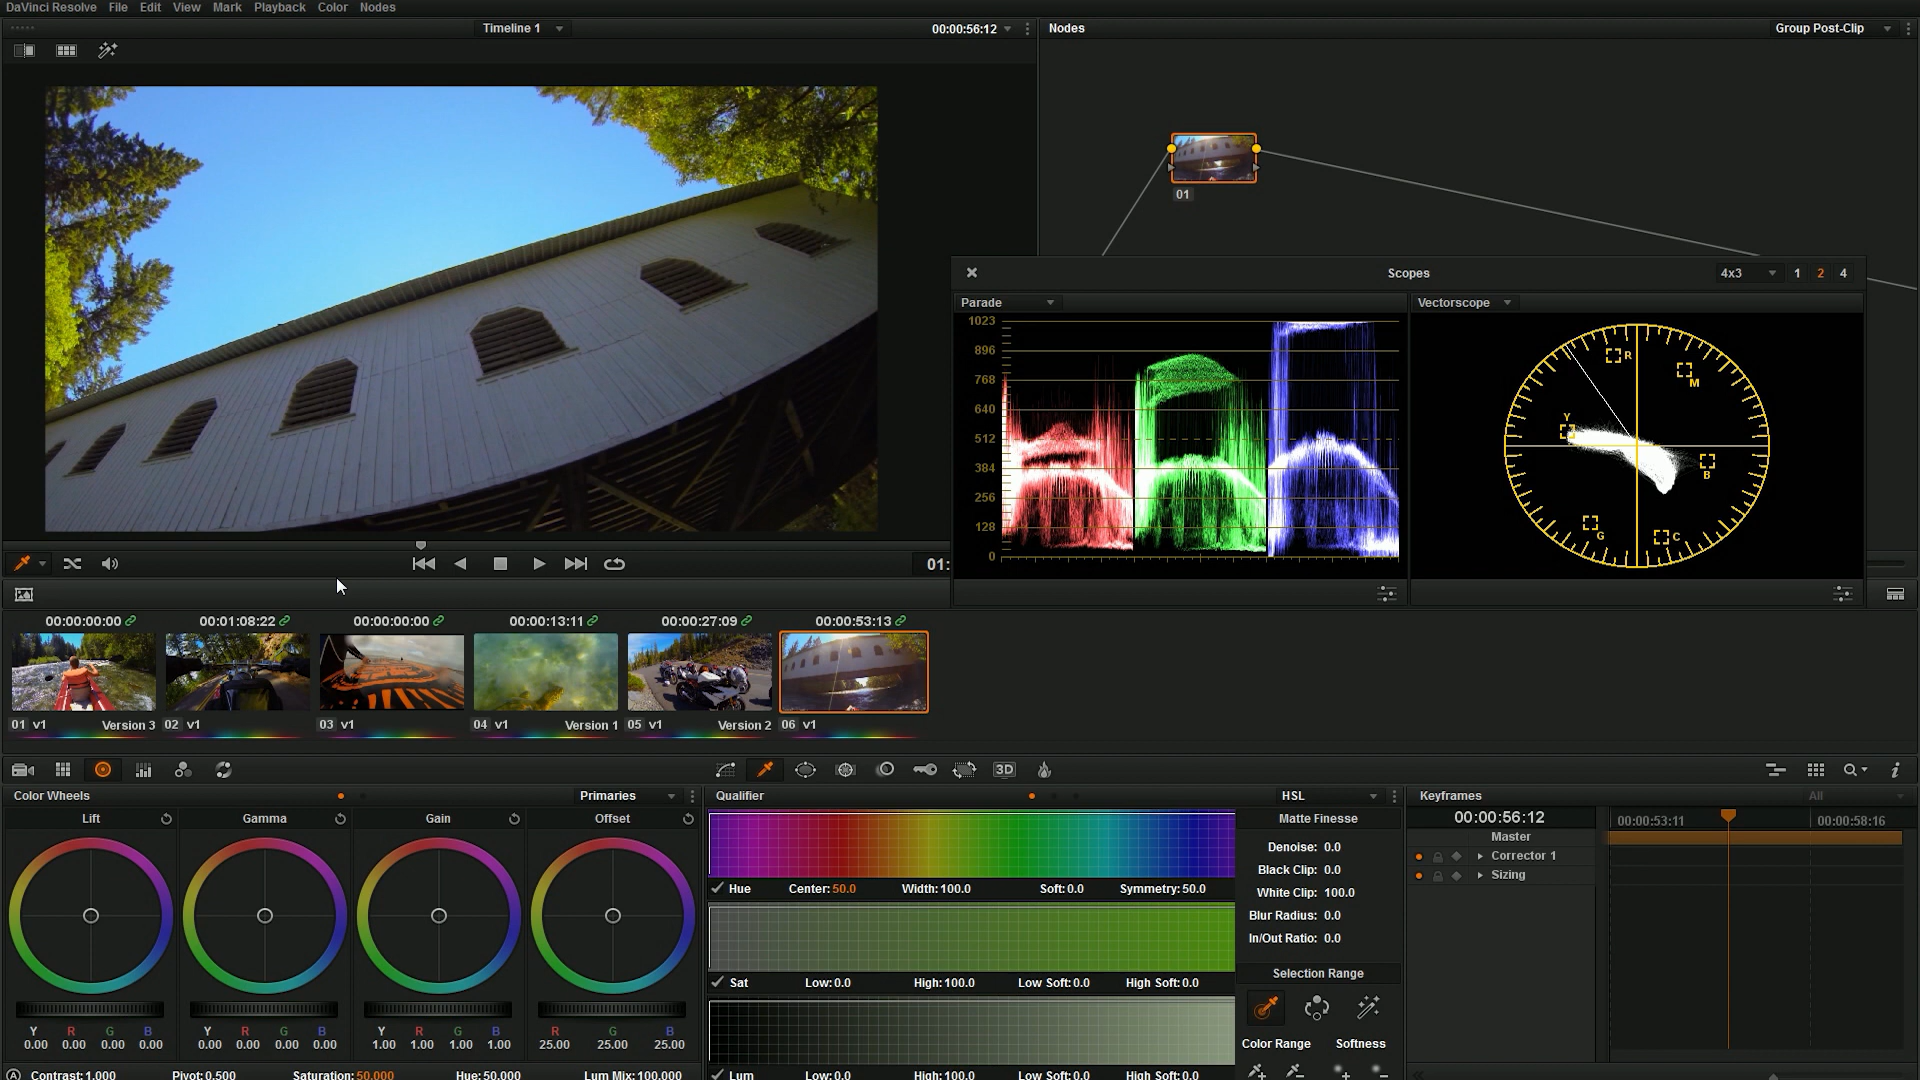 DaVinci Resolve File Edit View Mark Playback Color Nodes
Timeline 1 00:00:56:12 Nodes Group Post-Clip
01
Scopes 4x3 1 2 4
Parade Vectorscope
1023
896
768
640
512
384
256
128
0
R
M
Y
B
G
C
01:
00:00:00:00 00:01:08:22 00:00:00:00 00:00:13:11 00:00:27:09 00:00:53:13
01 v1 Version 3 02 v1 03 v1 04 v1 Version 1 05 v1 Version 2 06 v1
3D
Color Wheels Primaries Qualifier HSL Keyframes All
Lift Gamma Gain Offset Matte Finesse 00:00:56:12 00:00:53:11 00:00:58:16
Master
Denoise: 0.0
Corrector 1
Black Clip: 0.0
Sizing
Hue Center: 50.0 Width: 100.0 Soft: 0.0 Symmetry: 50.0 White Clip: 100.0
Blur Radius: 0.0
In/Out Ratio: 0.0
Selection Range
Sat Low: 0.0 High: 100.0 Low Soft: 0.0 High Soft: 0.0
Y R G B Y R G B Y R G B R G B
0.00 0.00 0.00 0.00 0.00 0.00 0.00 0.00 1.00 1.00 1.00 1.00 25.00 25.00 25.00
Color Range Softness
A Contrast: 1.000 Pivot: 0.500 Saturation: 50.000 Hue: 50.000 Lum Mix: 100.000
Lum Low: 0.0 High: 100.0 Low Soft: 0.0 High Soft: 0.0